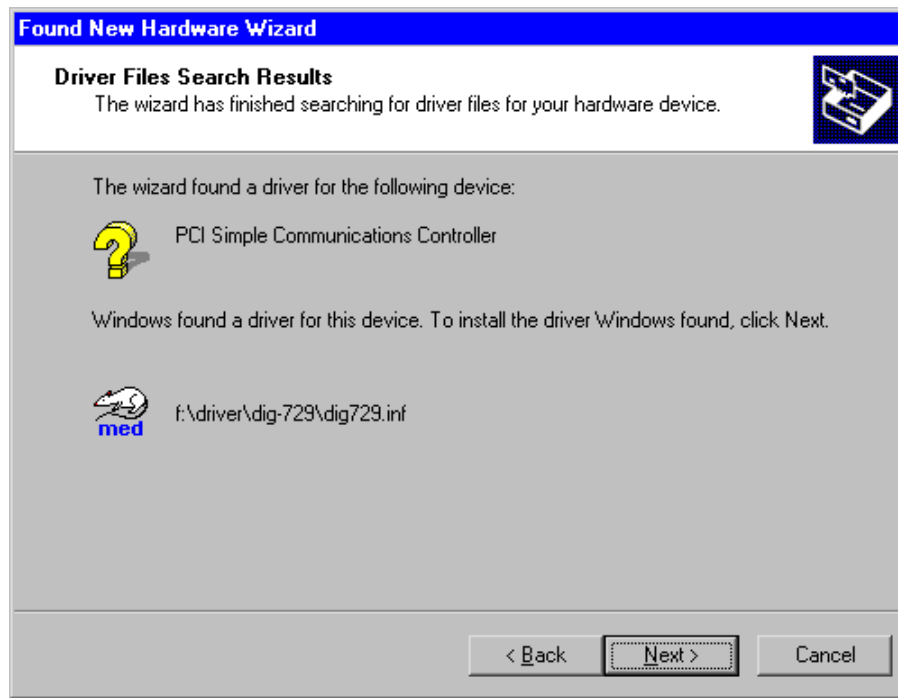 Found New Hardware Wizard
Driver Files Search Results
The wizard has finished searching for driver files for your hardware device.
The wizard found a driver for the following device:
PCI Simple Communications Controller
Windows found a driver for this device. To install the driver Windows found, click Next.
med
f:\driver\dig-729\dig729.inf
< Back
Next >
Cancel